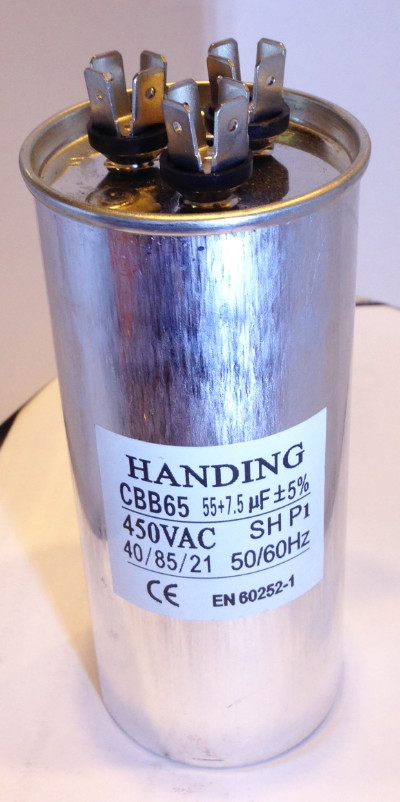 HANDING
CBB65 55+7.5 µF±5%
450VAC SH P1
40/85/21 50/60Hz
CE EN 60252-1